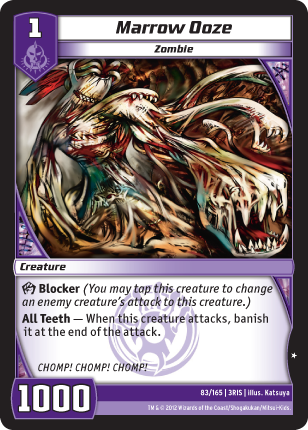 1
Marrow Ooze
Zombie
Creature
Blocker (You may tap this creature to change
an enemy creature's attack to this creature.)
All Teeth — When this creature attacks, banish
it at the end of the attack.
CHOMP! CHOMP! CHOMP!
1000
83/165 | 3RIS | illus. Katsuya
TM & © 2012 Wizards of the Coast/Shogakukan/Mitsui-Kids.